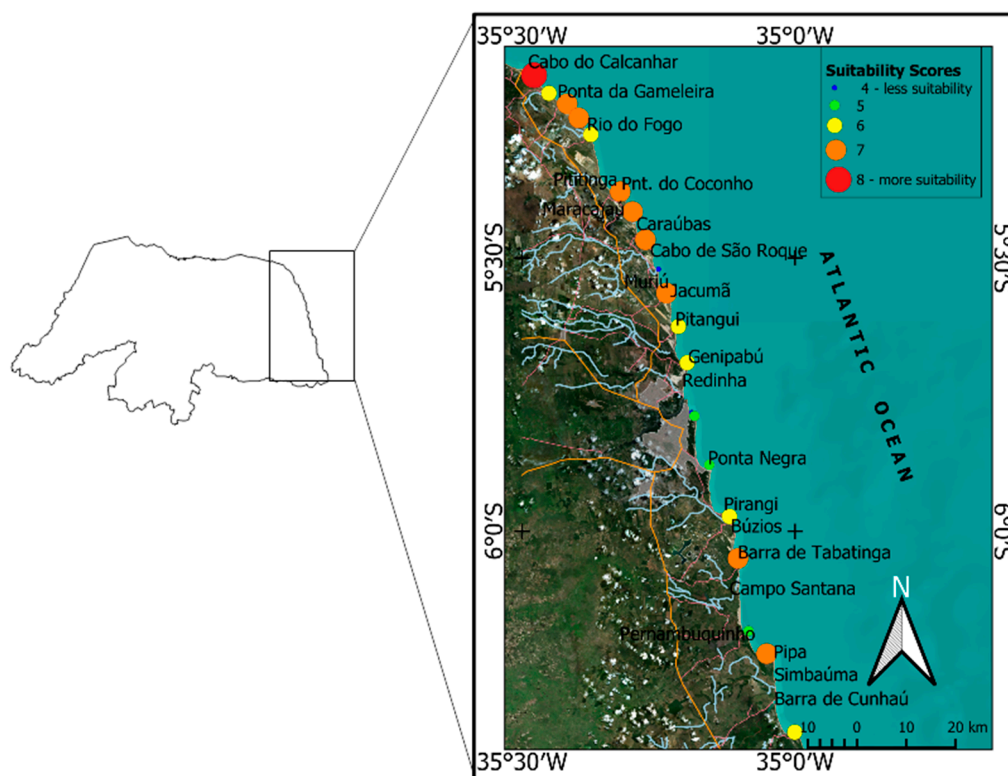 35°30'W
35°0'W
Cabo do Calcanhar
Ponta da Gameleira
Rio do Fogo
Pititinga
Pnt. do Coconho
Maracajaú
Caraúbas
Cabo de São Roque
Muriú
Jacumã
Pitangui
Genipabú
Redinha
Ponta Negra
Pirangi
Búzios
Barra de Tabatinga
Campo Santana
Pernambuquinho
Pipa
Simbaúma
Barra de Cunhaú
Suitability Scores
4 - less suitability
5
6
7
8 - more suitability
ATLANTIC OCEAN
5°30'S
5°30'S
6°0'S
6°0'S
N
10 0 10 20 km
35°30'W
35°0'W